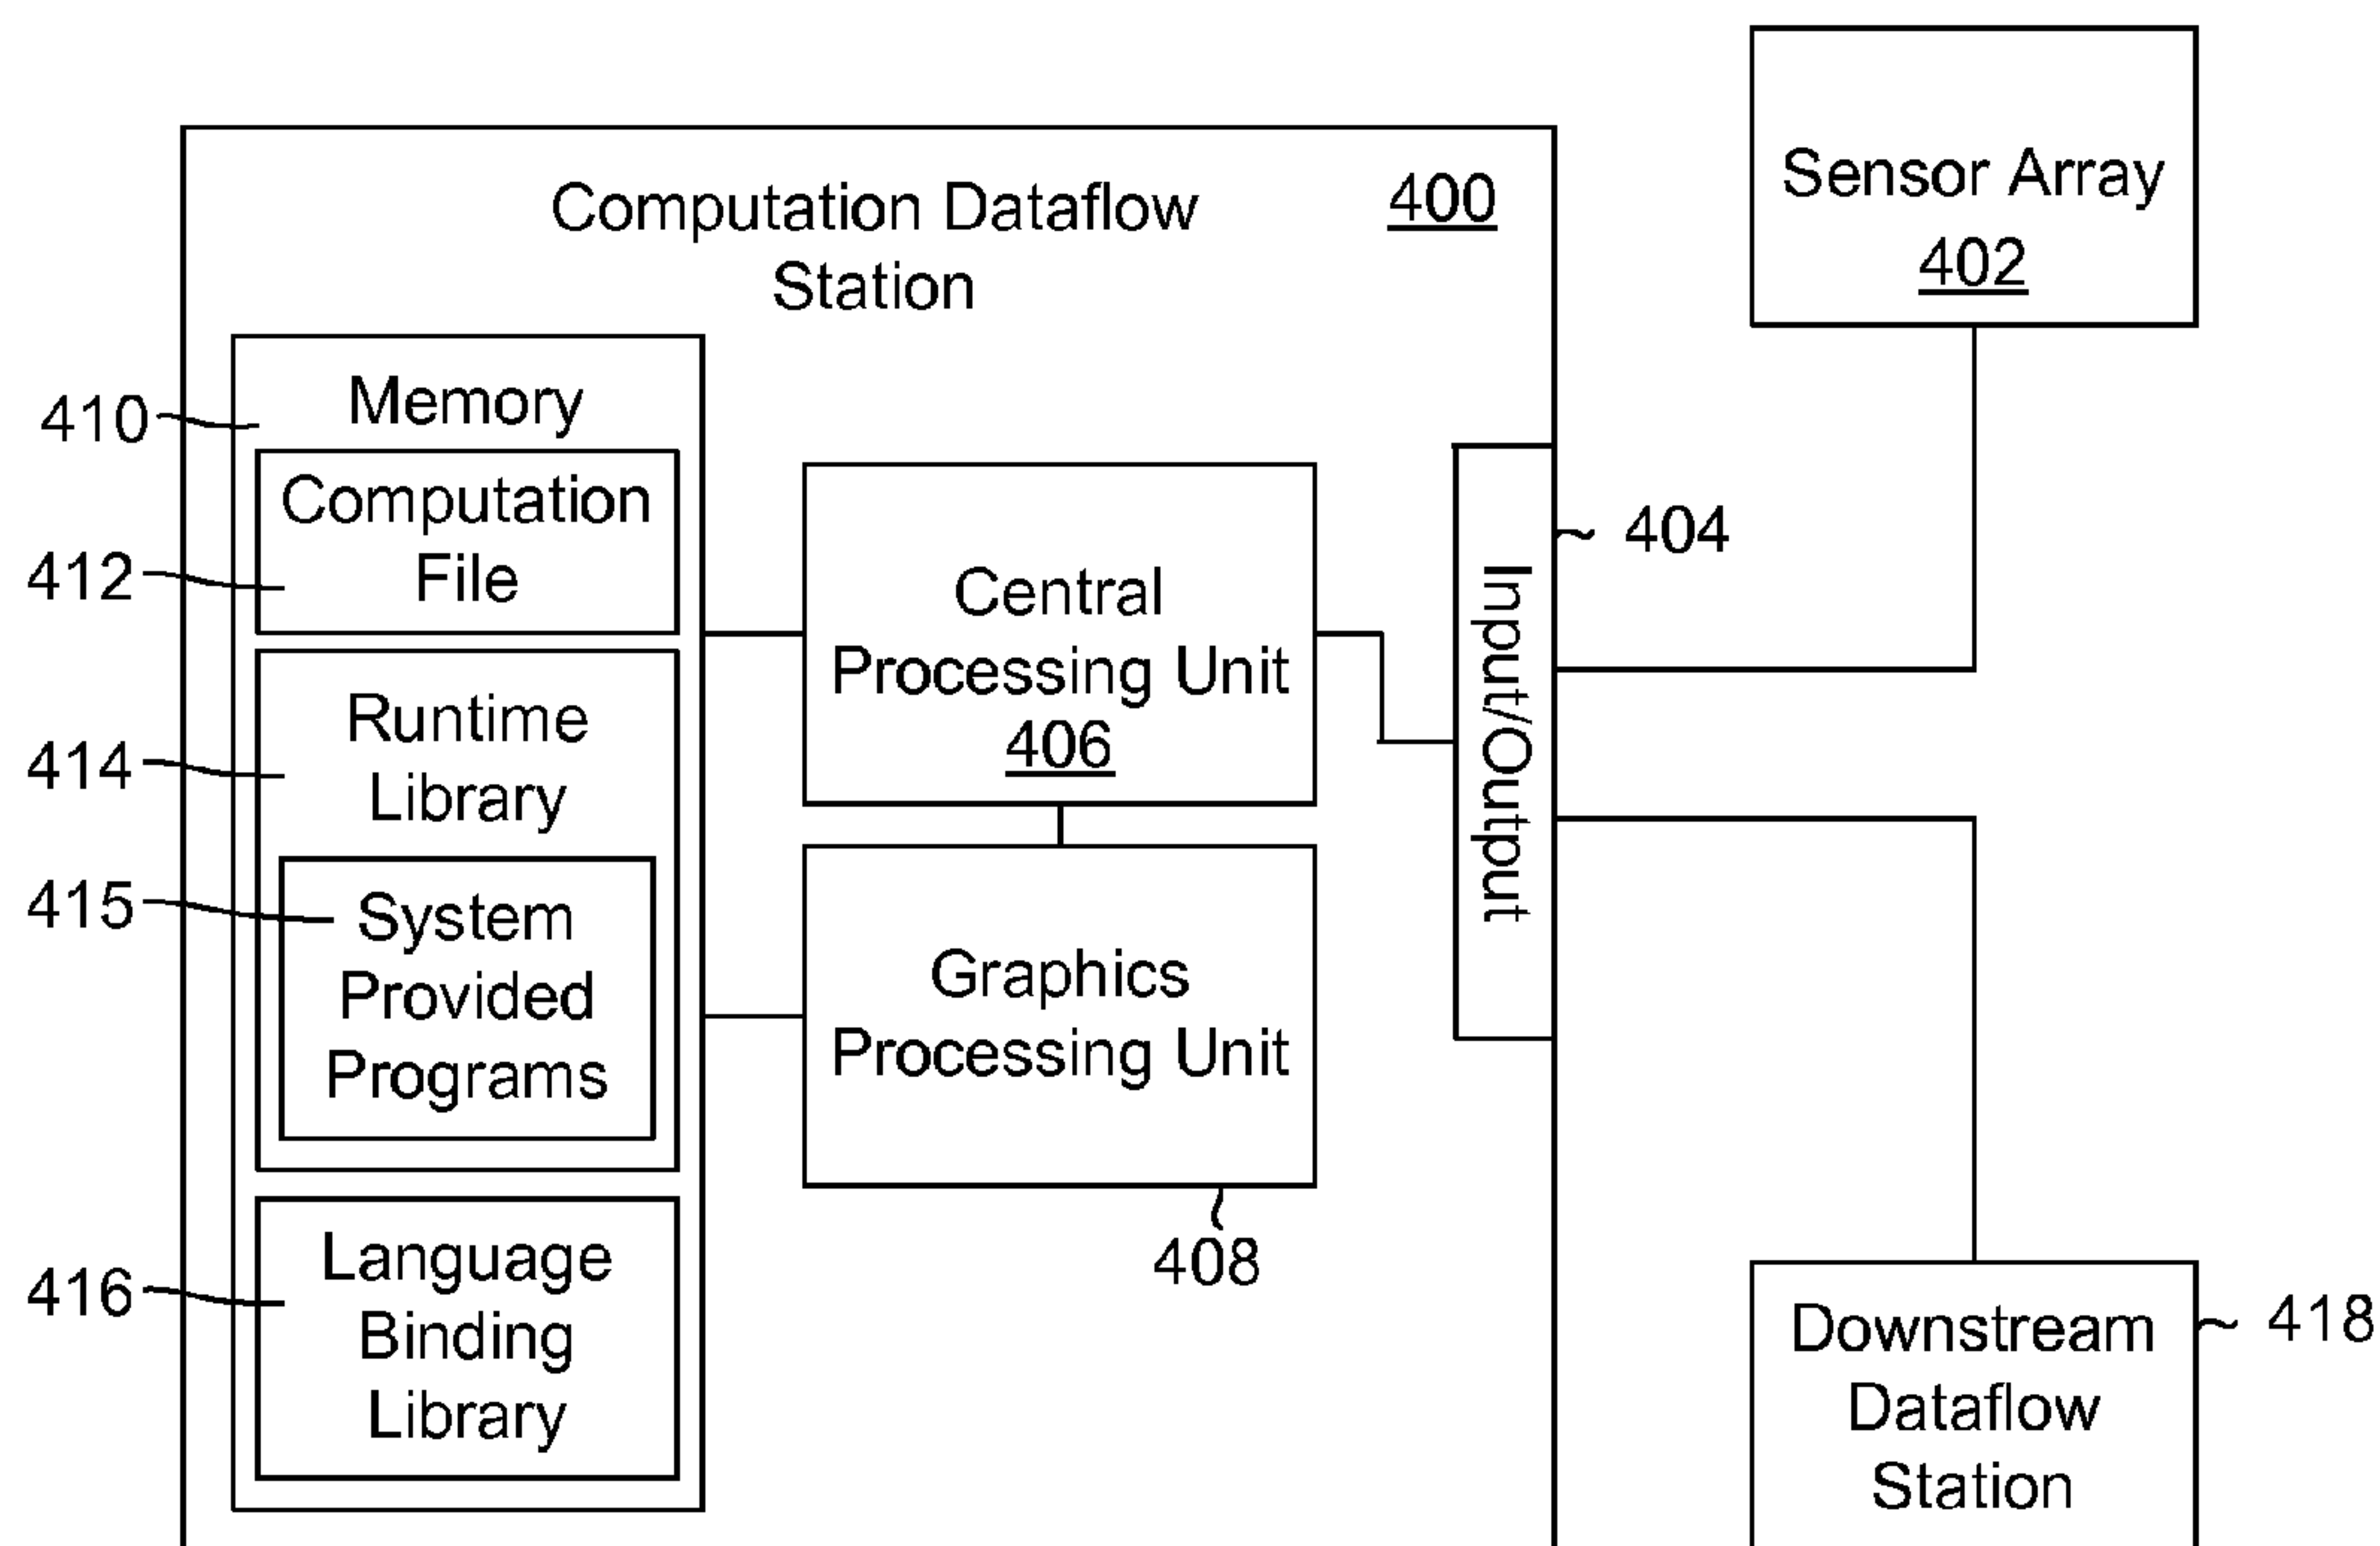 Computation Dataflow
Station
400
Sensor Array
402
410
Memory
412
Computation
File
414
Runtime
Library
415
System
Provided
Programs
416
Language
Binding
Library
Central
Processing Unit
406
Graphics
Processing Unit
408
Input/Output
404
Downstream
Dataflow
Station
418